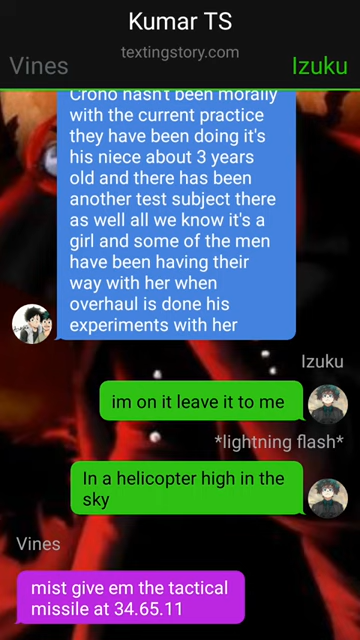 Kumar TS
textingstory.com
Vines
Izuku
Crono hasn't been morally
with the current practice
they have been doing it's
his niece about 3 years
old and there has been
another test subject there
as well all we know it's a
girl and some of the men
have been having their
way with her when
overhaul is done his
experiments with her
Izuku
im on it leave it to me
*lightning flash*
In a helicopter high in the
sky
Vines
mist give em the tactical
missile at 34.65.11